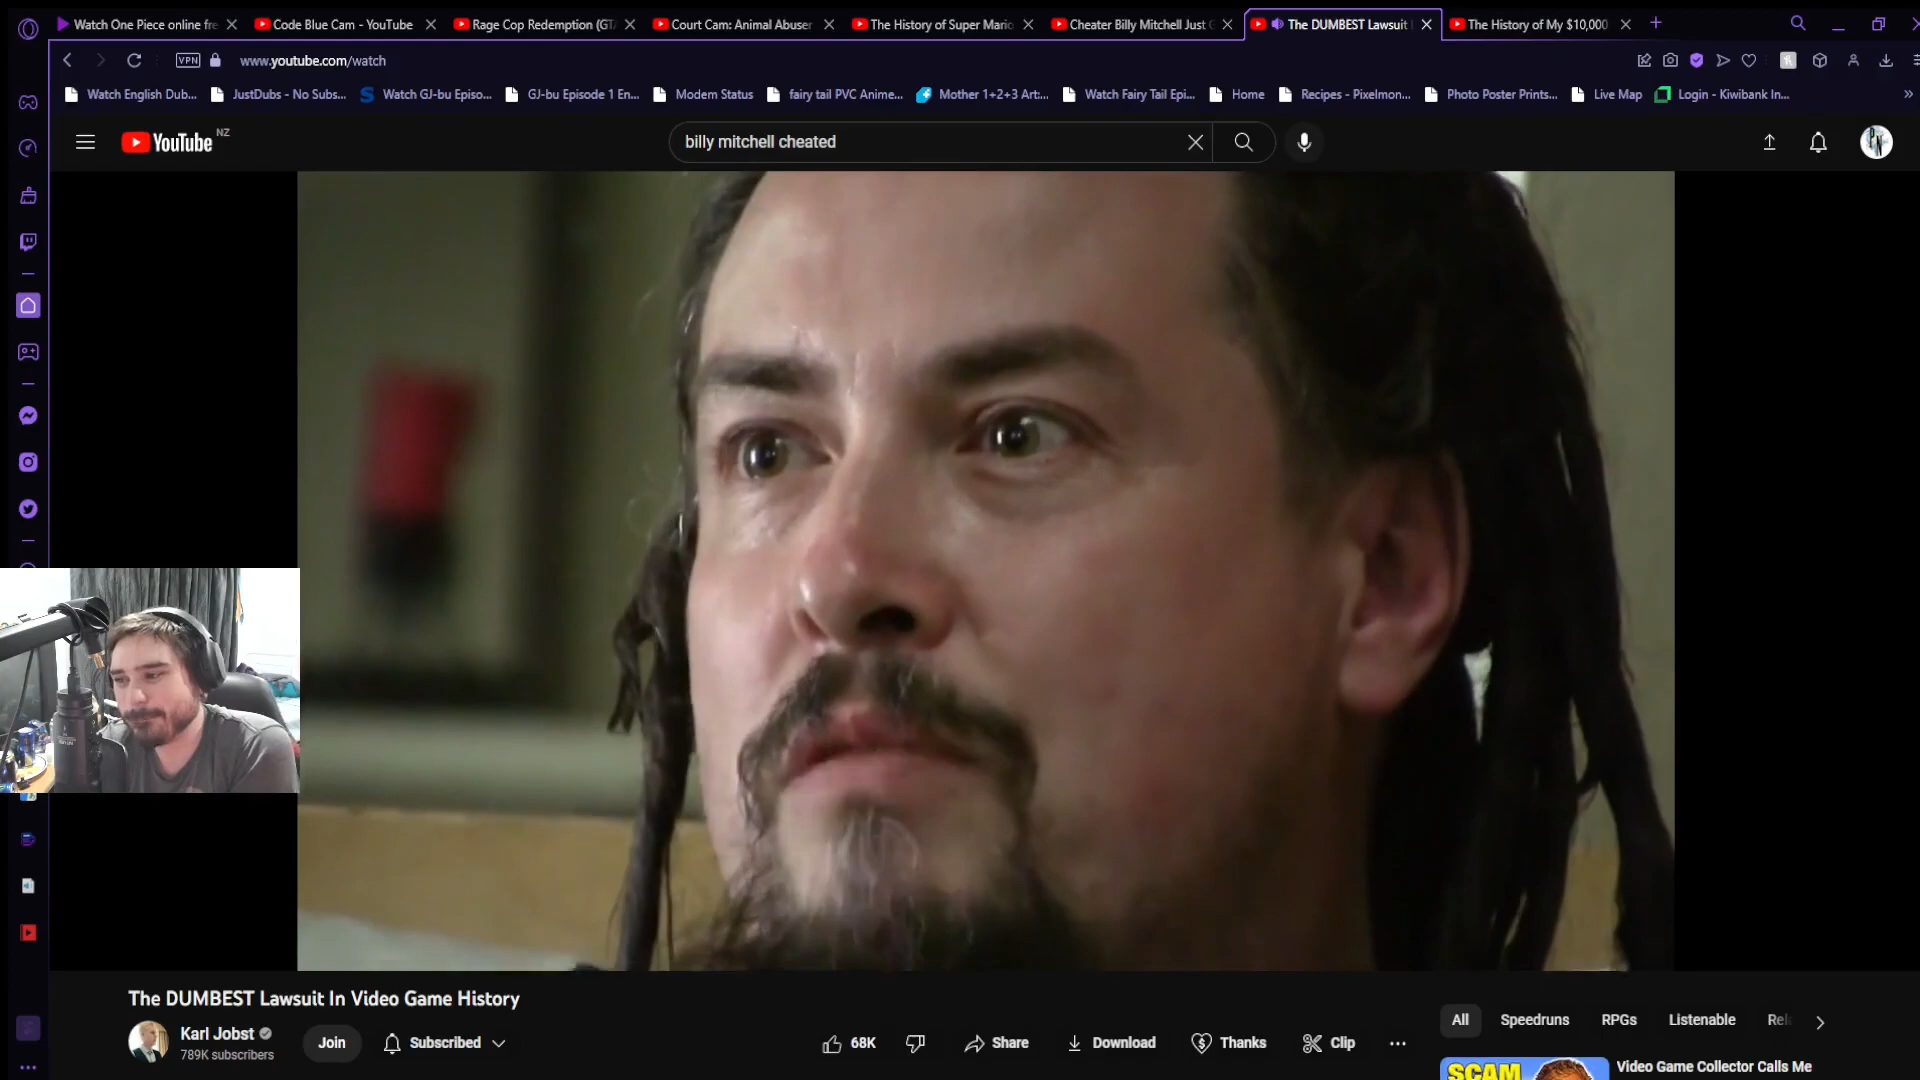 Watch One Piece online fre
Code Blue Cam - YouTube
Rage Cop Redemption (GT
Court Cam: Animal Abuser
The History of Super Mario
Cheater Billy Mitchell Just
The DUMBEST Lawsuit
The History of My $10,000
VPN
www.youtube.com/watch
Watch English Dub...
JustDubs - No Subs...
Watch GJ-bu Episo...
GJ-bu Episode 1 En...
Modem Status
fairy tail PVC Anime...
Mother 1+2+3 Art:...
Watch Fairy Tail Epi...
Home
Recipes - Pixelmon...
Photo Poster Prints...
Live Map
Login - Kiwibank In...
YouTube NZ
billy mitchell cheated
The DUMBEST Lawsuit In Video Game History
Karl Jobst
789K subscribers
Join
Subscribed
68K
Share
Download
Thanks
Clip
All
Speedruns
RPGs
Listenable
Rel
SCAM
Video Game Collector Calls Me